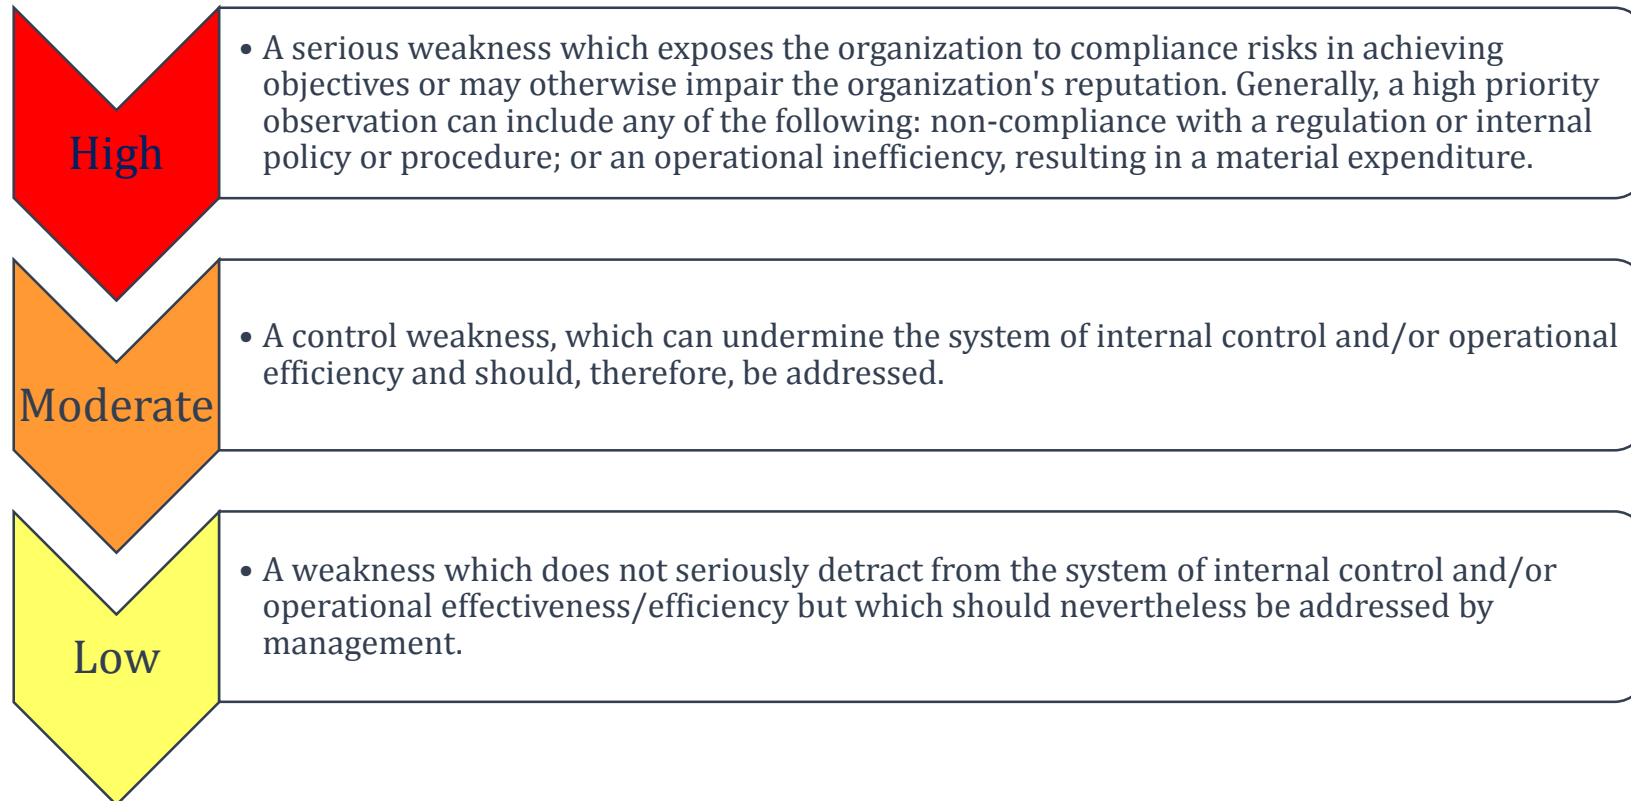 High
• A serious weakness which exposes the organization to compliance risks in achieving
objectives or may otherwise impair the organization's reputation. Generally, a high priority
observation can include any of the following: non-compliance with a regulation or internal
policy or procedure; or an operational inefficiency, resulting in a material expenditure.
Moderate
• A control weakness, which can undermine the system of internal control and/or operational
efficiency and should, therefore, be addressed.
Low
• A weakness which does not seriously detract from the system of internal control and/or
operational effectiveness/efficiency but which should nevertheless be addressed by
management.